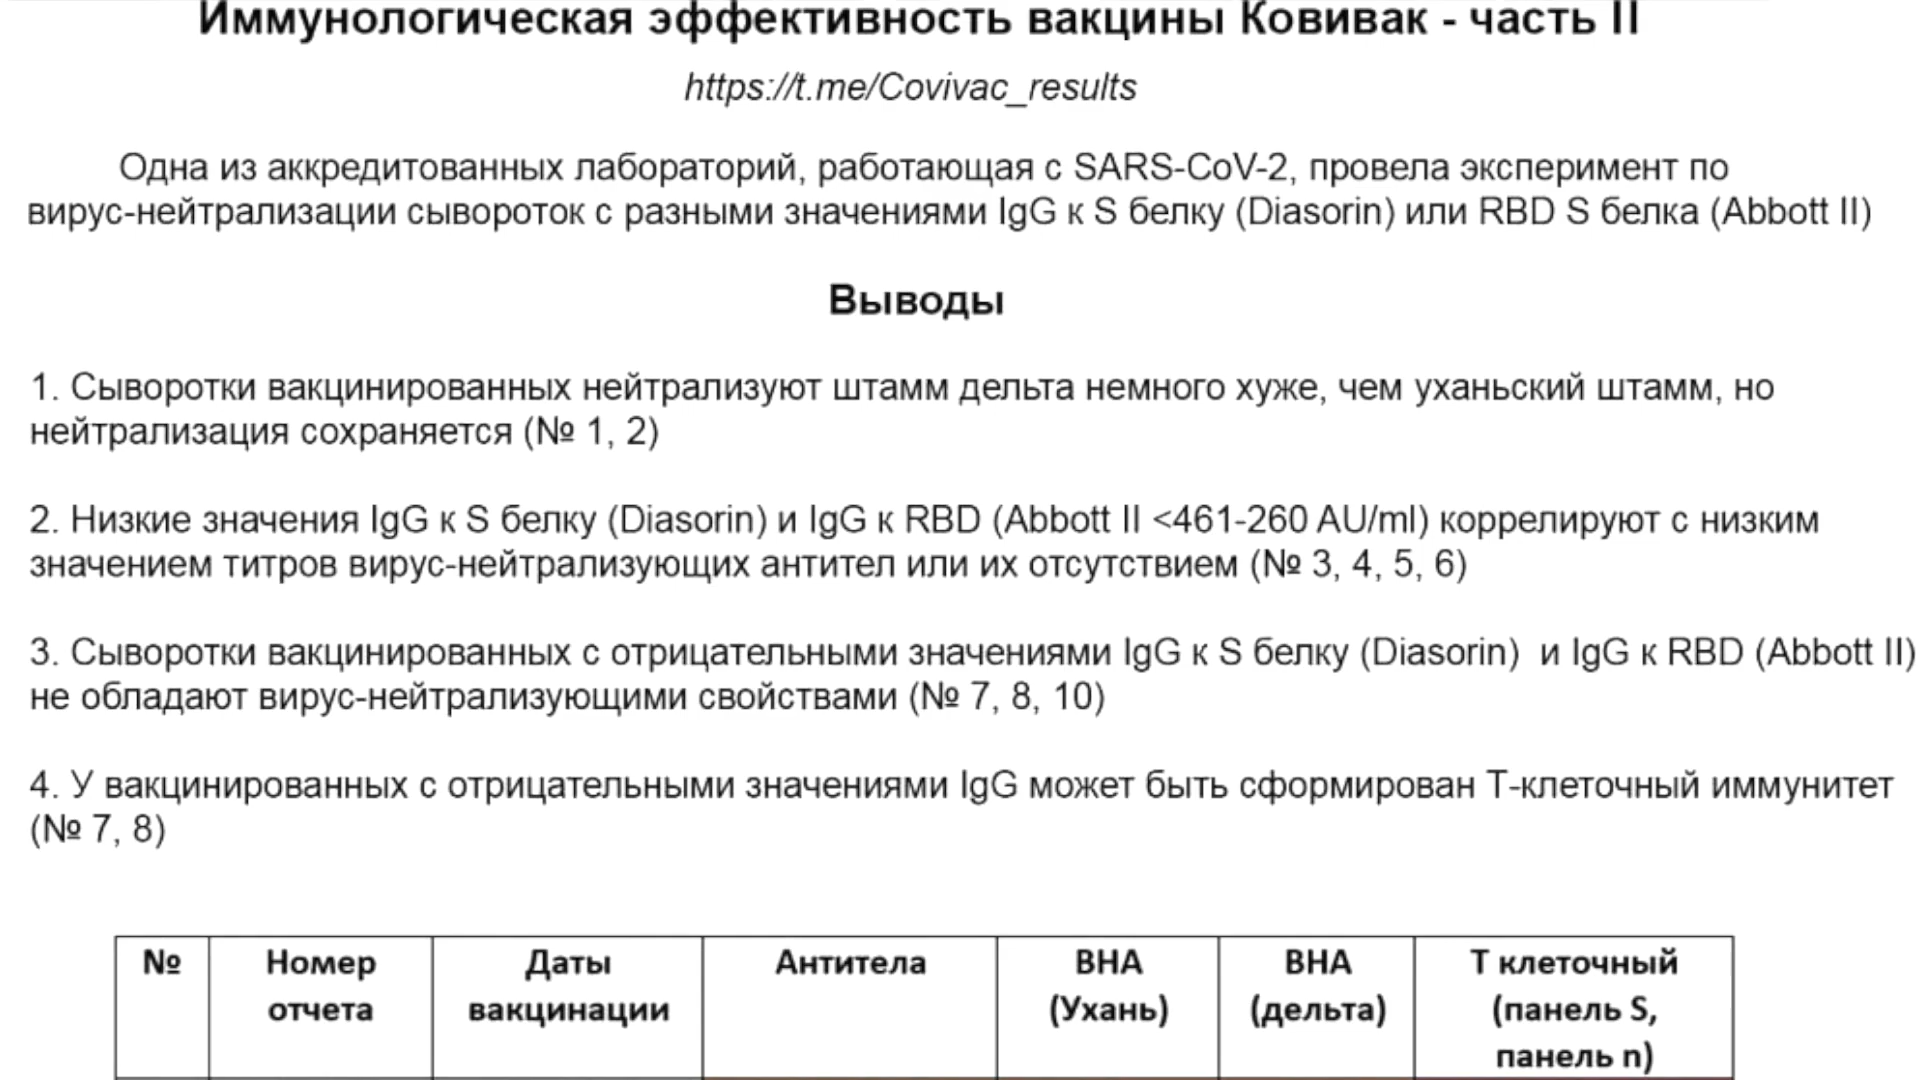 Иммунологическая эффективность вакцины Ковивак - часть II
https://t.me/Covivac_results
Одна из аккредитованных лабораторий, работающая с SARS-CoV-2, провела эксперимент по
вирус-нейтрализации сывороток с разными значениями IgG к S белку (Diasorin) или RBD S белка (Abbott II)
Выводы
1. Сыворотки вакцинированных нейтрализуют штамм дельта немного хуже, чем уханьский штамм, но
нейтрализация сохраняется (№ 1, 2)
2. Низкие значения IgG к S белку (Diasorin) и IgG к RBD (Abbott II <461-260 AU/ml) коррелируют с низким
значением титров вирус-нейтрализующих антител или их отсутствием (№ 3, 4, 5, 6)
3. Сыворотки вакцинированных с отрицательными значениями IgG к S белку (Diasorin) и IgG к RBD (Abbott II)
не обладают вирус-нейтрализующими свойствами (№ 7, 8, 10)
4. У вакцинированных с отрицательными значениями IgG может быть сформирован Т-клеточный иммунитет
(№ 7, 8)
№ Номер Даты Антитела ВНА ВНА Т клеточный
отчета вакцинации (Ухань) (дельта) (панель S,
панель n)